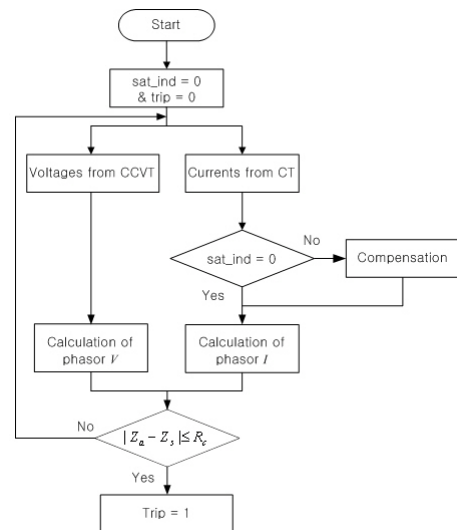 Start
sat_ind = 0
& trip = 0
Voltages from CCVT
Currents from CT
sat_ind = 0
No
Compensation
Yes
Calculation of
phasor V
Calculation of
phasor I
No
| Z_a − Z_s | ≤ R_c
Yes
Trip = 1